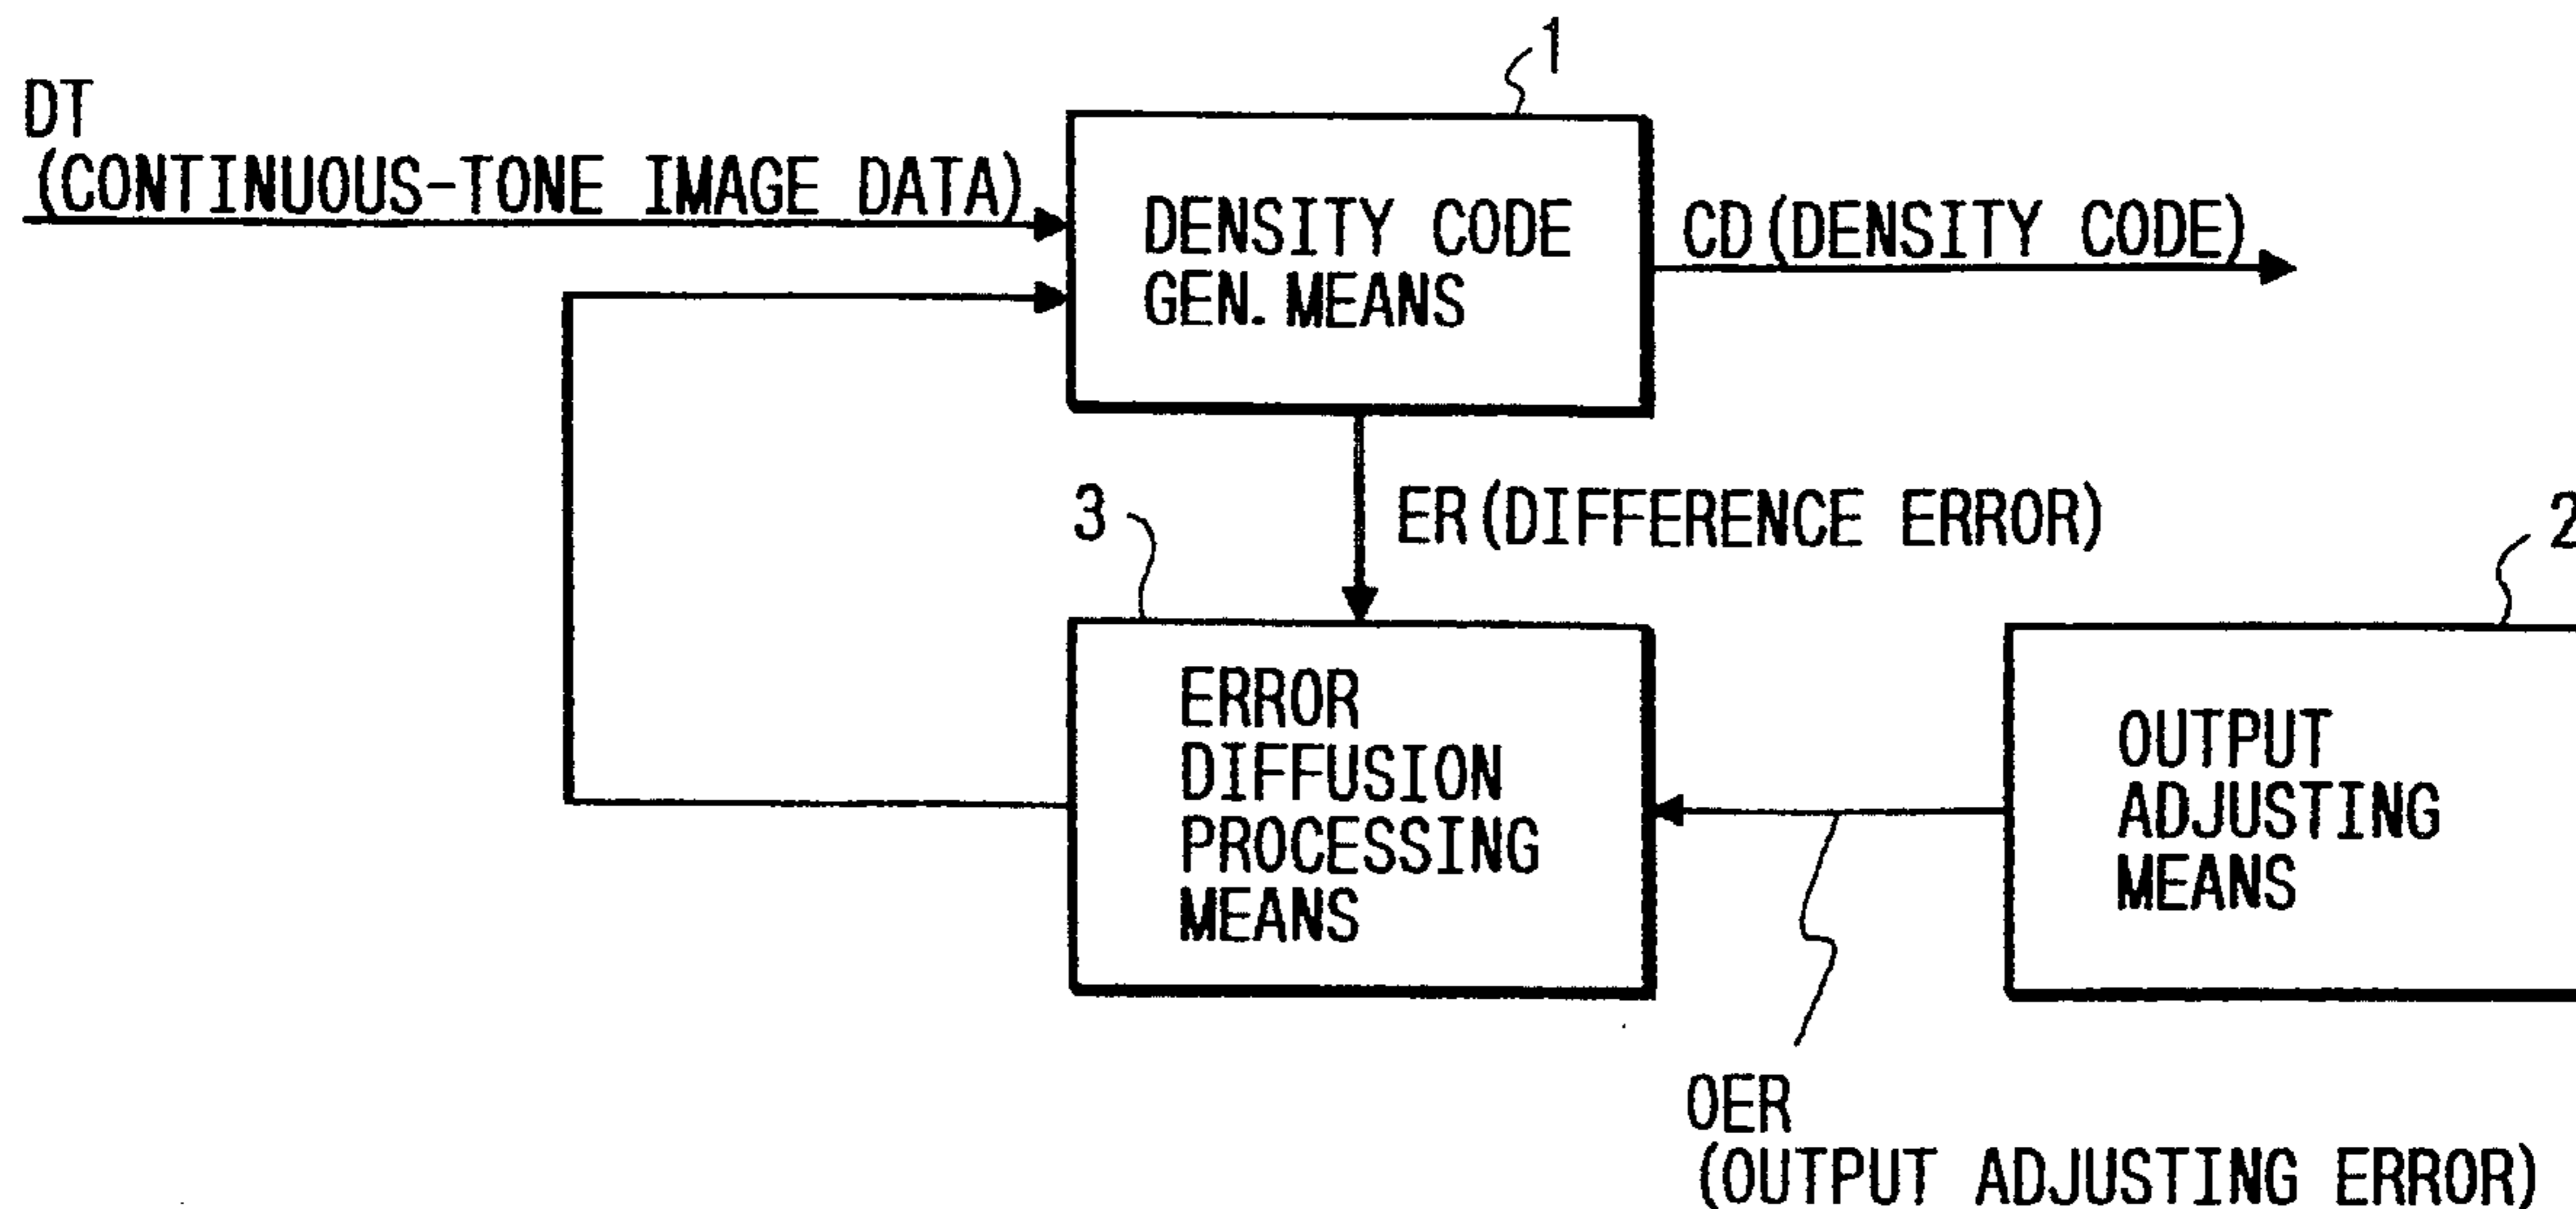 1
DT
(CONTINUOUS-TONE IMAGE DATA)
DENSITY CODE
GEN. MEANS
CD (DENSITY CODE)
3
ER (DIFFERENCE ERROR)
2
ERROR
DIFFUSION
PROCESSING
MEANS
OUTPUT
ADJUSTING
MEANS
OER
(OUTPUT ADJUSTING ERROR)